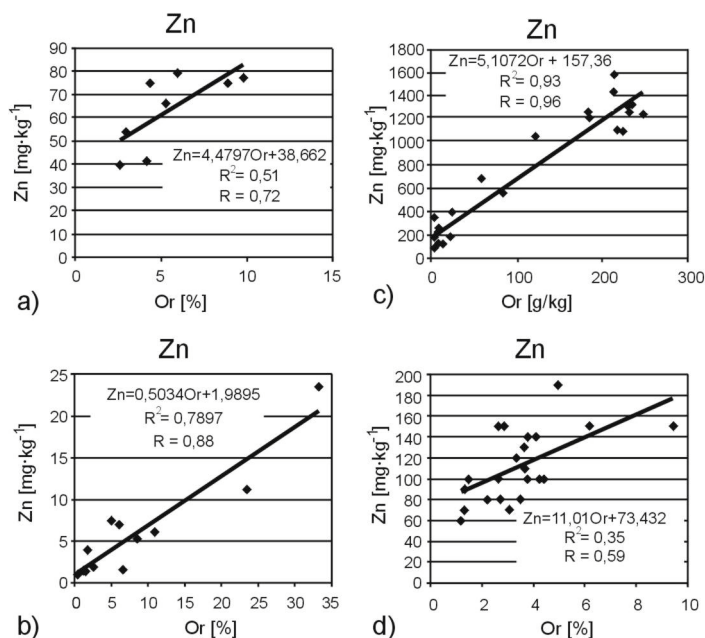 Zn
Zn [mg·kg⁻¹]
90
80
70
60
50
40
30
20
10
0
Zn=4,4797Or+38,662
R²= 0,51
R = 0,72
0 5 10 15
a) Or [%]
Zn
Zn [mg·kg⁻¹]
1800
1600
1400
1200
1000
800
600
400
200
0
Zn=5,1072Or + 157,36
R²= 0,93
R = 0,96
0 100 200 300
c) Or [g/kg]
Zn
Zn [mg·kg⁻¹]
25
20
15
10
5
0
Zn=0,5034Or+1,9895
R²= 0,7897
R = 0,88
0 5 10 15 20 25 30 35
b) Or [%]
Zn
Zn [mg·kg⁻¹]
200
180
160
140
120
100
80
60
40
20
0
Zn=11,01Or+73,432
R²= 0,35
R = 0,59
0 2 4 6 8 10
d) Or [%]